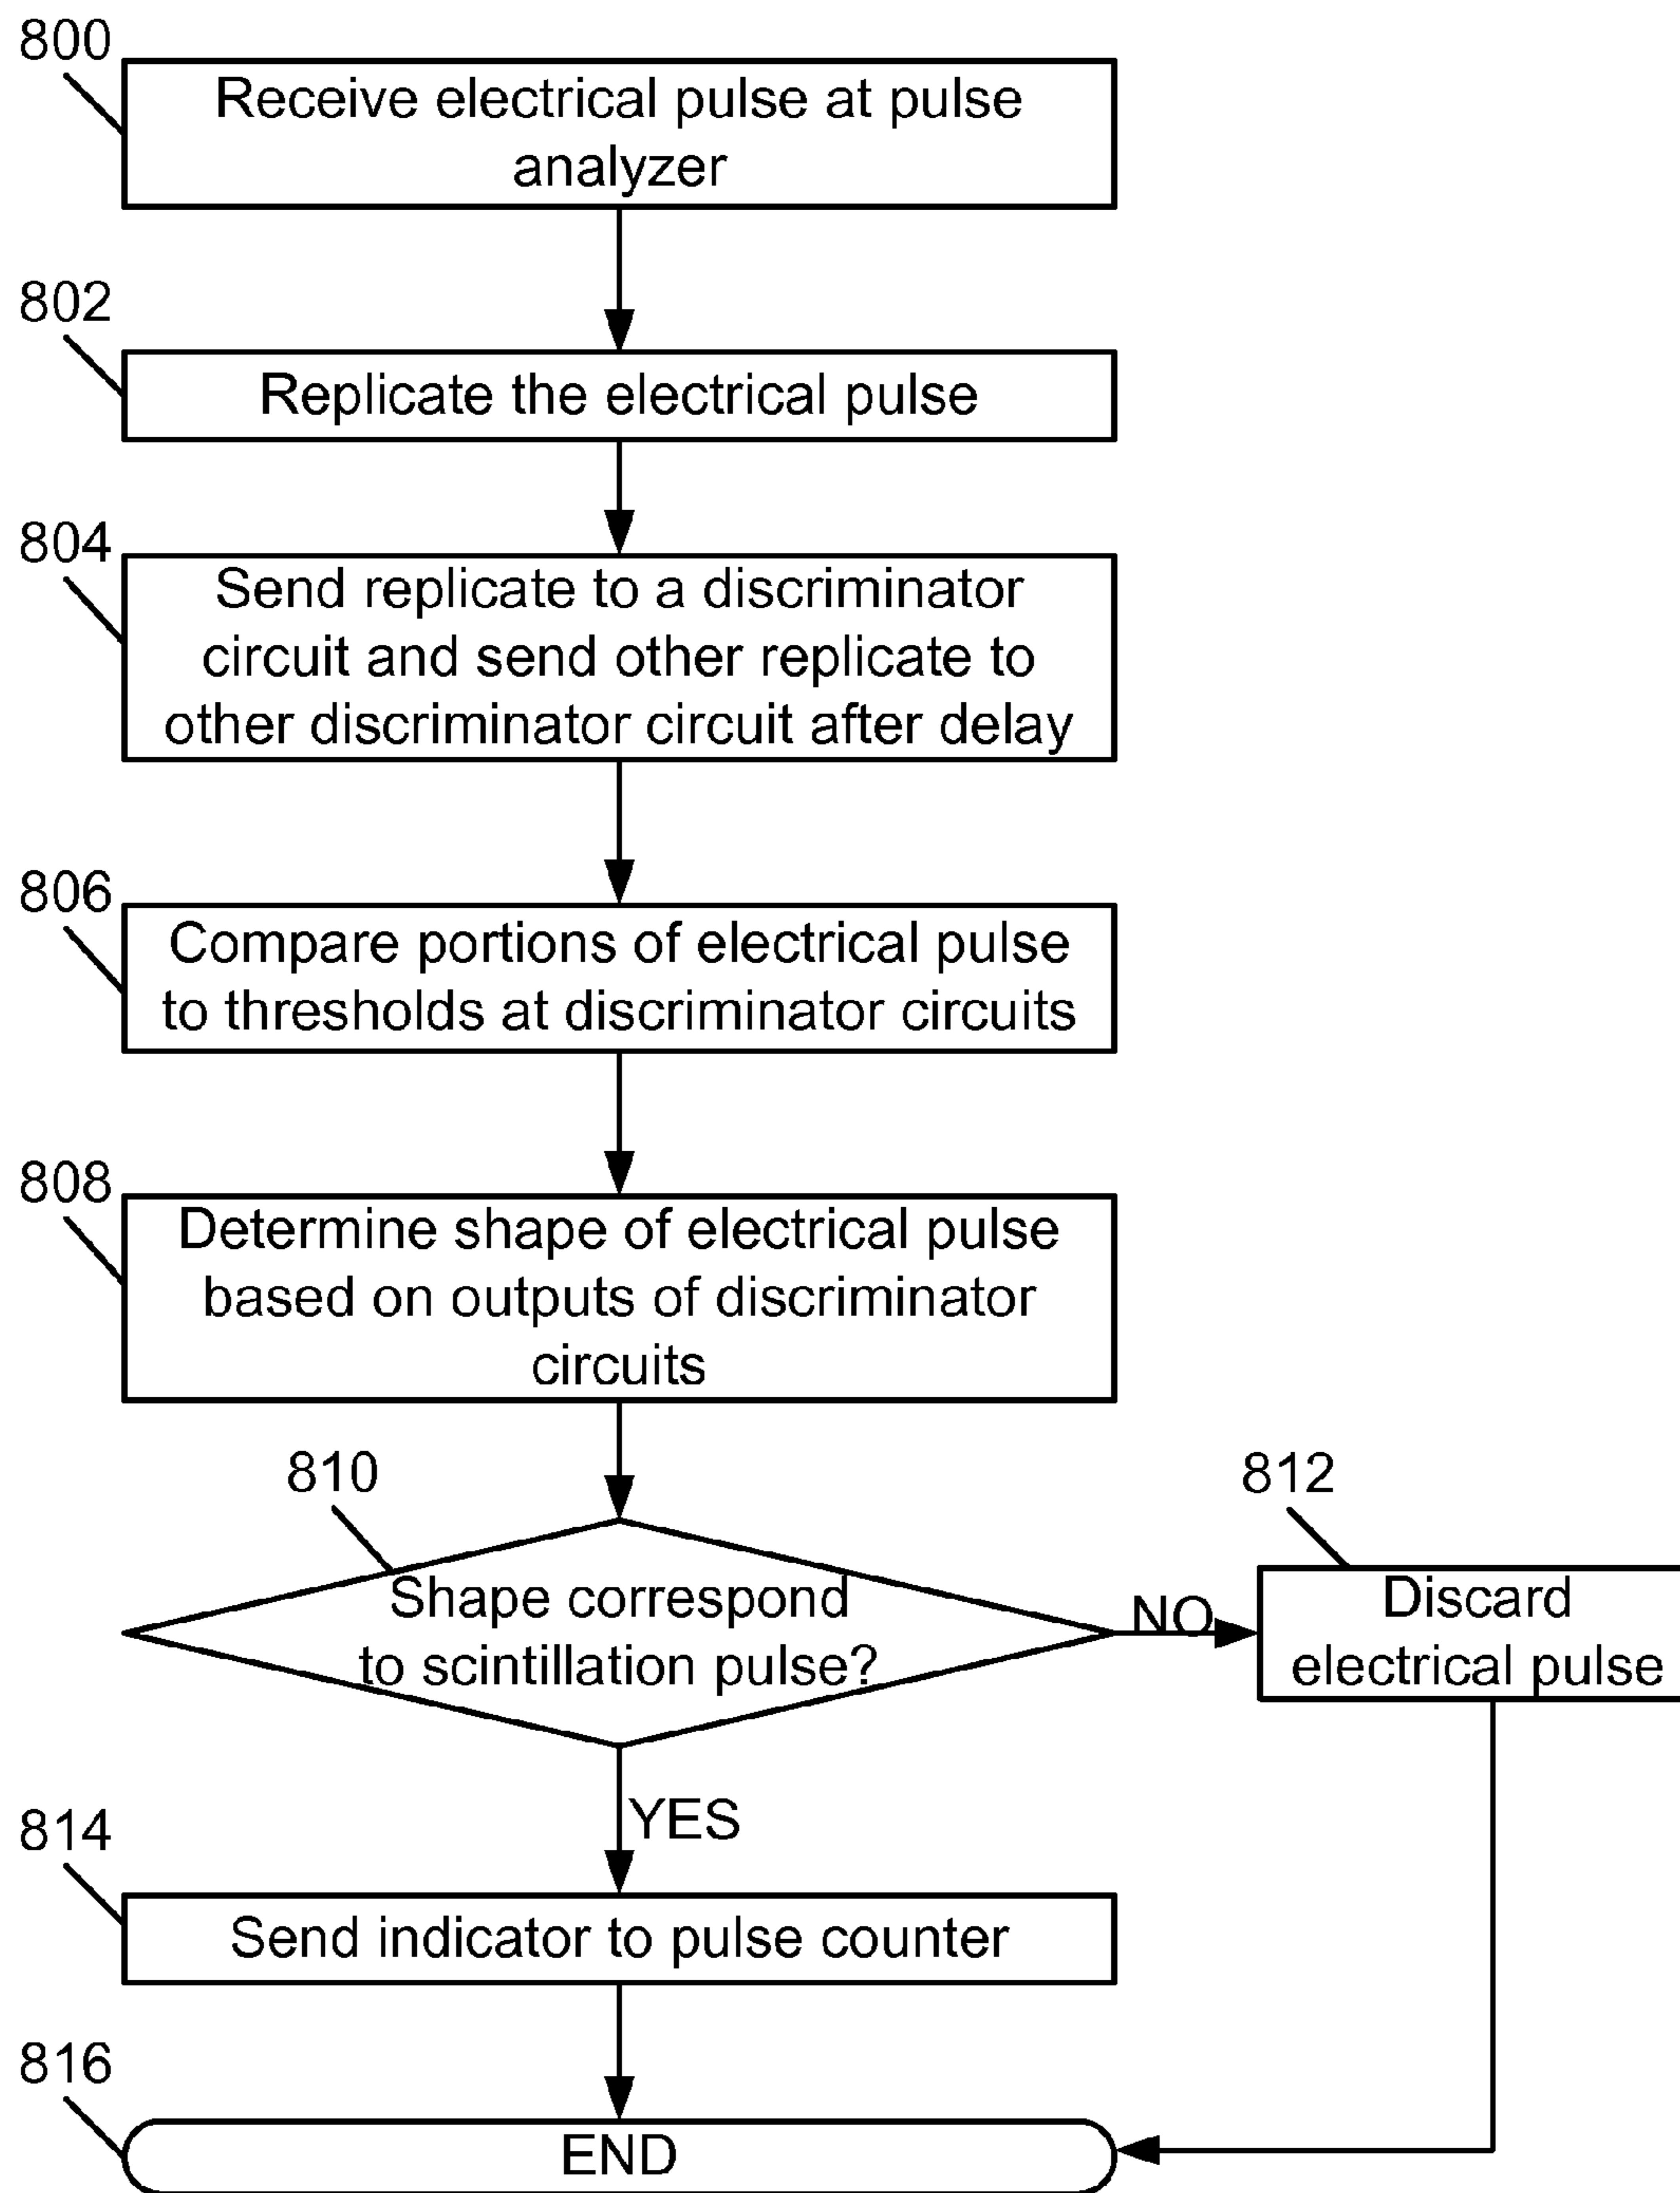 800
Receive electrical pulse at pulse
analyzer
802
Replicate the electrical pulse
804
Send replicate to a discriminator
circuit and send other replicate to
other discriminator circuit after delay
806
Compare portions of electrical pulse
to thresholds at discriminator circuits
808
Determine shape of electrical pulse
based on outputs of discriminator
circuits
810
Shape correspond
to scintillation pulse?
NO
812
Discard
electrical pulse
YES
814
Send indicator to pulse counter
816
END